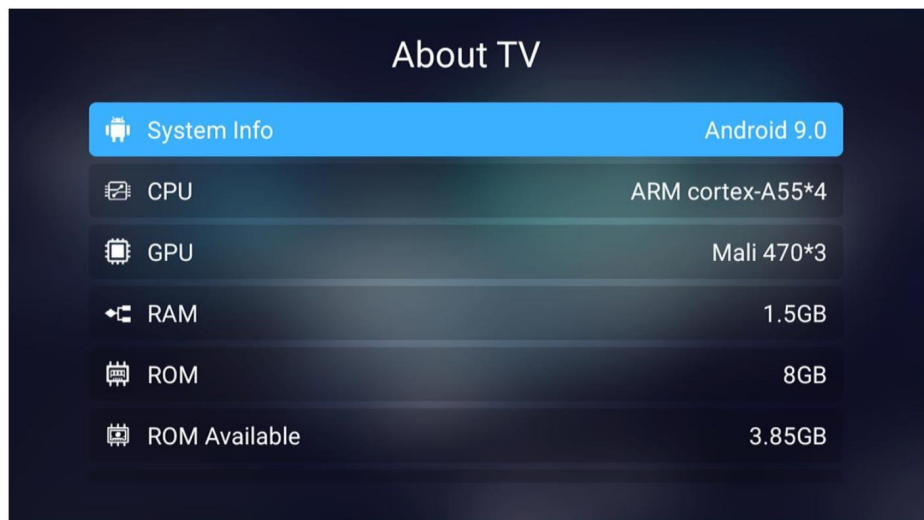 About TV
System Info Android 9.0
CPU ARM cortex-A55*4
GPU Mali 470*3
RAM 1.5GB
ROM 8GB
ROM Available 3.85GB